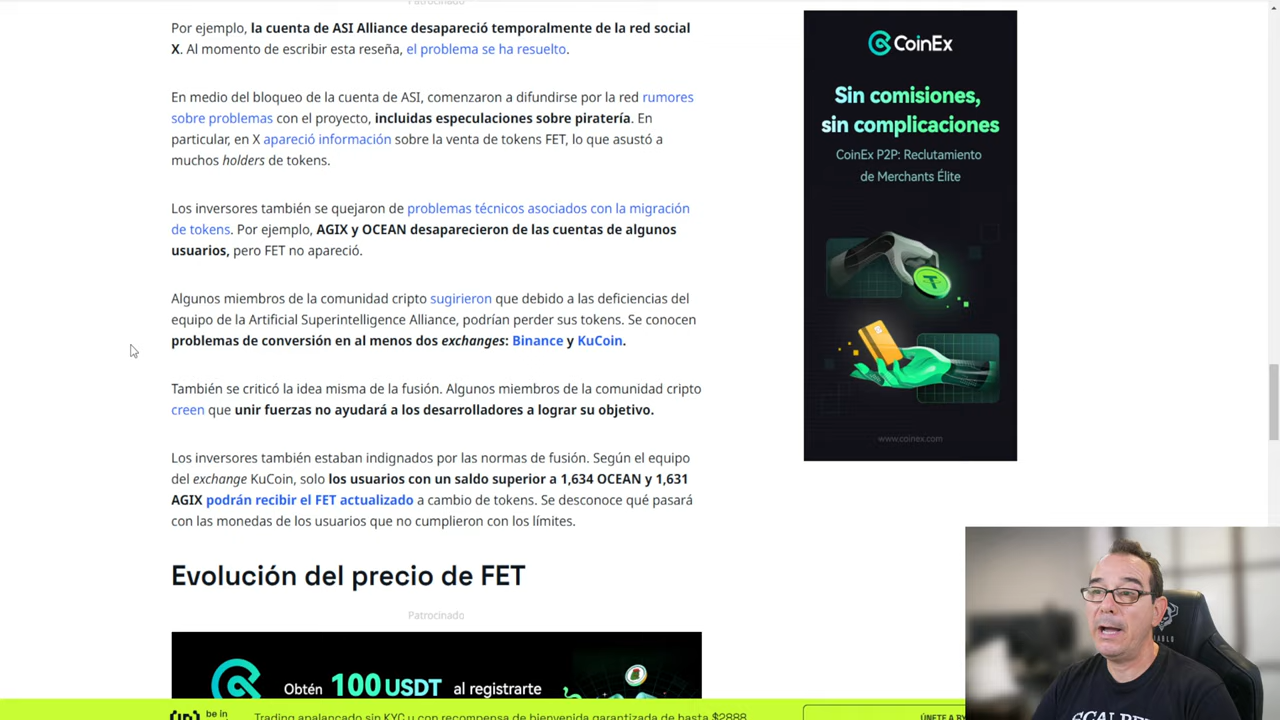 Patrocinado
Por ejemplo, la cuenta de ASI Alliance desapareció temporalmente de la red social
X. Al momento de escribir esta reseña, el problema se ha resuelto.
En medio del bloqueo de la cuenta de ASI, comenzaron a difundirse por la red rumores
sobre problemas con el proyecto, incluidas especulaciones sobre piratería. En
particular, en X apareció información sobre la venta de tokens FET, lo que asustó a
muchos holders de tokens.
Los inversores también se quejaron de problemas técnicos asociados con la migración
de tokens. Por ejemplo, AGIX y OCEAN desaparecieron de las cuentas de algunos
usuarios, pero FET no apareció.
Algunos miembros de la comunidad cripto sugirieron que debido a las deficiencias del
equipo de la Artificial Superintelligence Alliance, podrían perder sus tokens. Se conocen
problemas de conversión en al menos dos exchanges: Binance y KuCoin.
También se criticó la idea misma de la fusión. Algunos miembros de la comunidad cripto
creen que unir fuerzas no ayudará a los desarrolladores a lograr su objetivo.
Los inversores también estaban indignados por las normas de fusión. Según el equipo
del exchange KuCoin, solo los usuarios con un saldo superior a 1,634 OCEAN y 1,631
AGIX podrán recibir el FET actualizado a cambio de tokens. Se desconoce qué pasará
con las monedas de los usuarios que no cumplieron con los límites.
Evolución del precio de FET
Patrocinado
Obtén 100USDT al registrarte
CoinEx
Sin comisiones,
sin complicaciones
CoinEx P2P: Reclutamiento
de Merchants Élite
www.coinex.com
be in
Trading apalancado sin KYC y con recompensa de bienvenida garantizada de hasta $2888